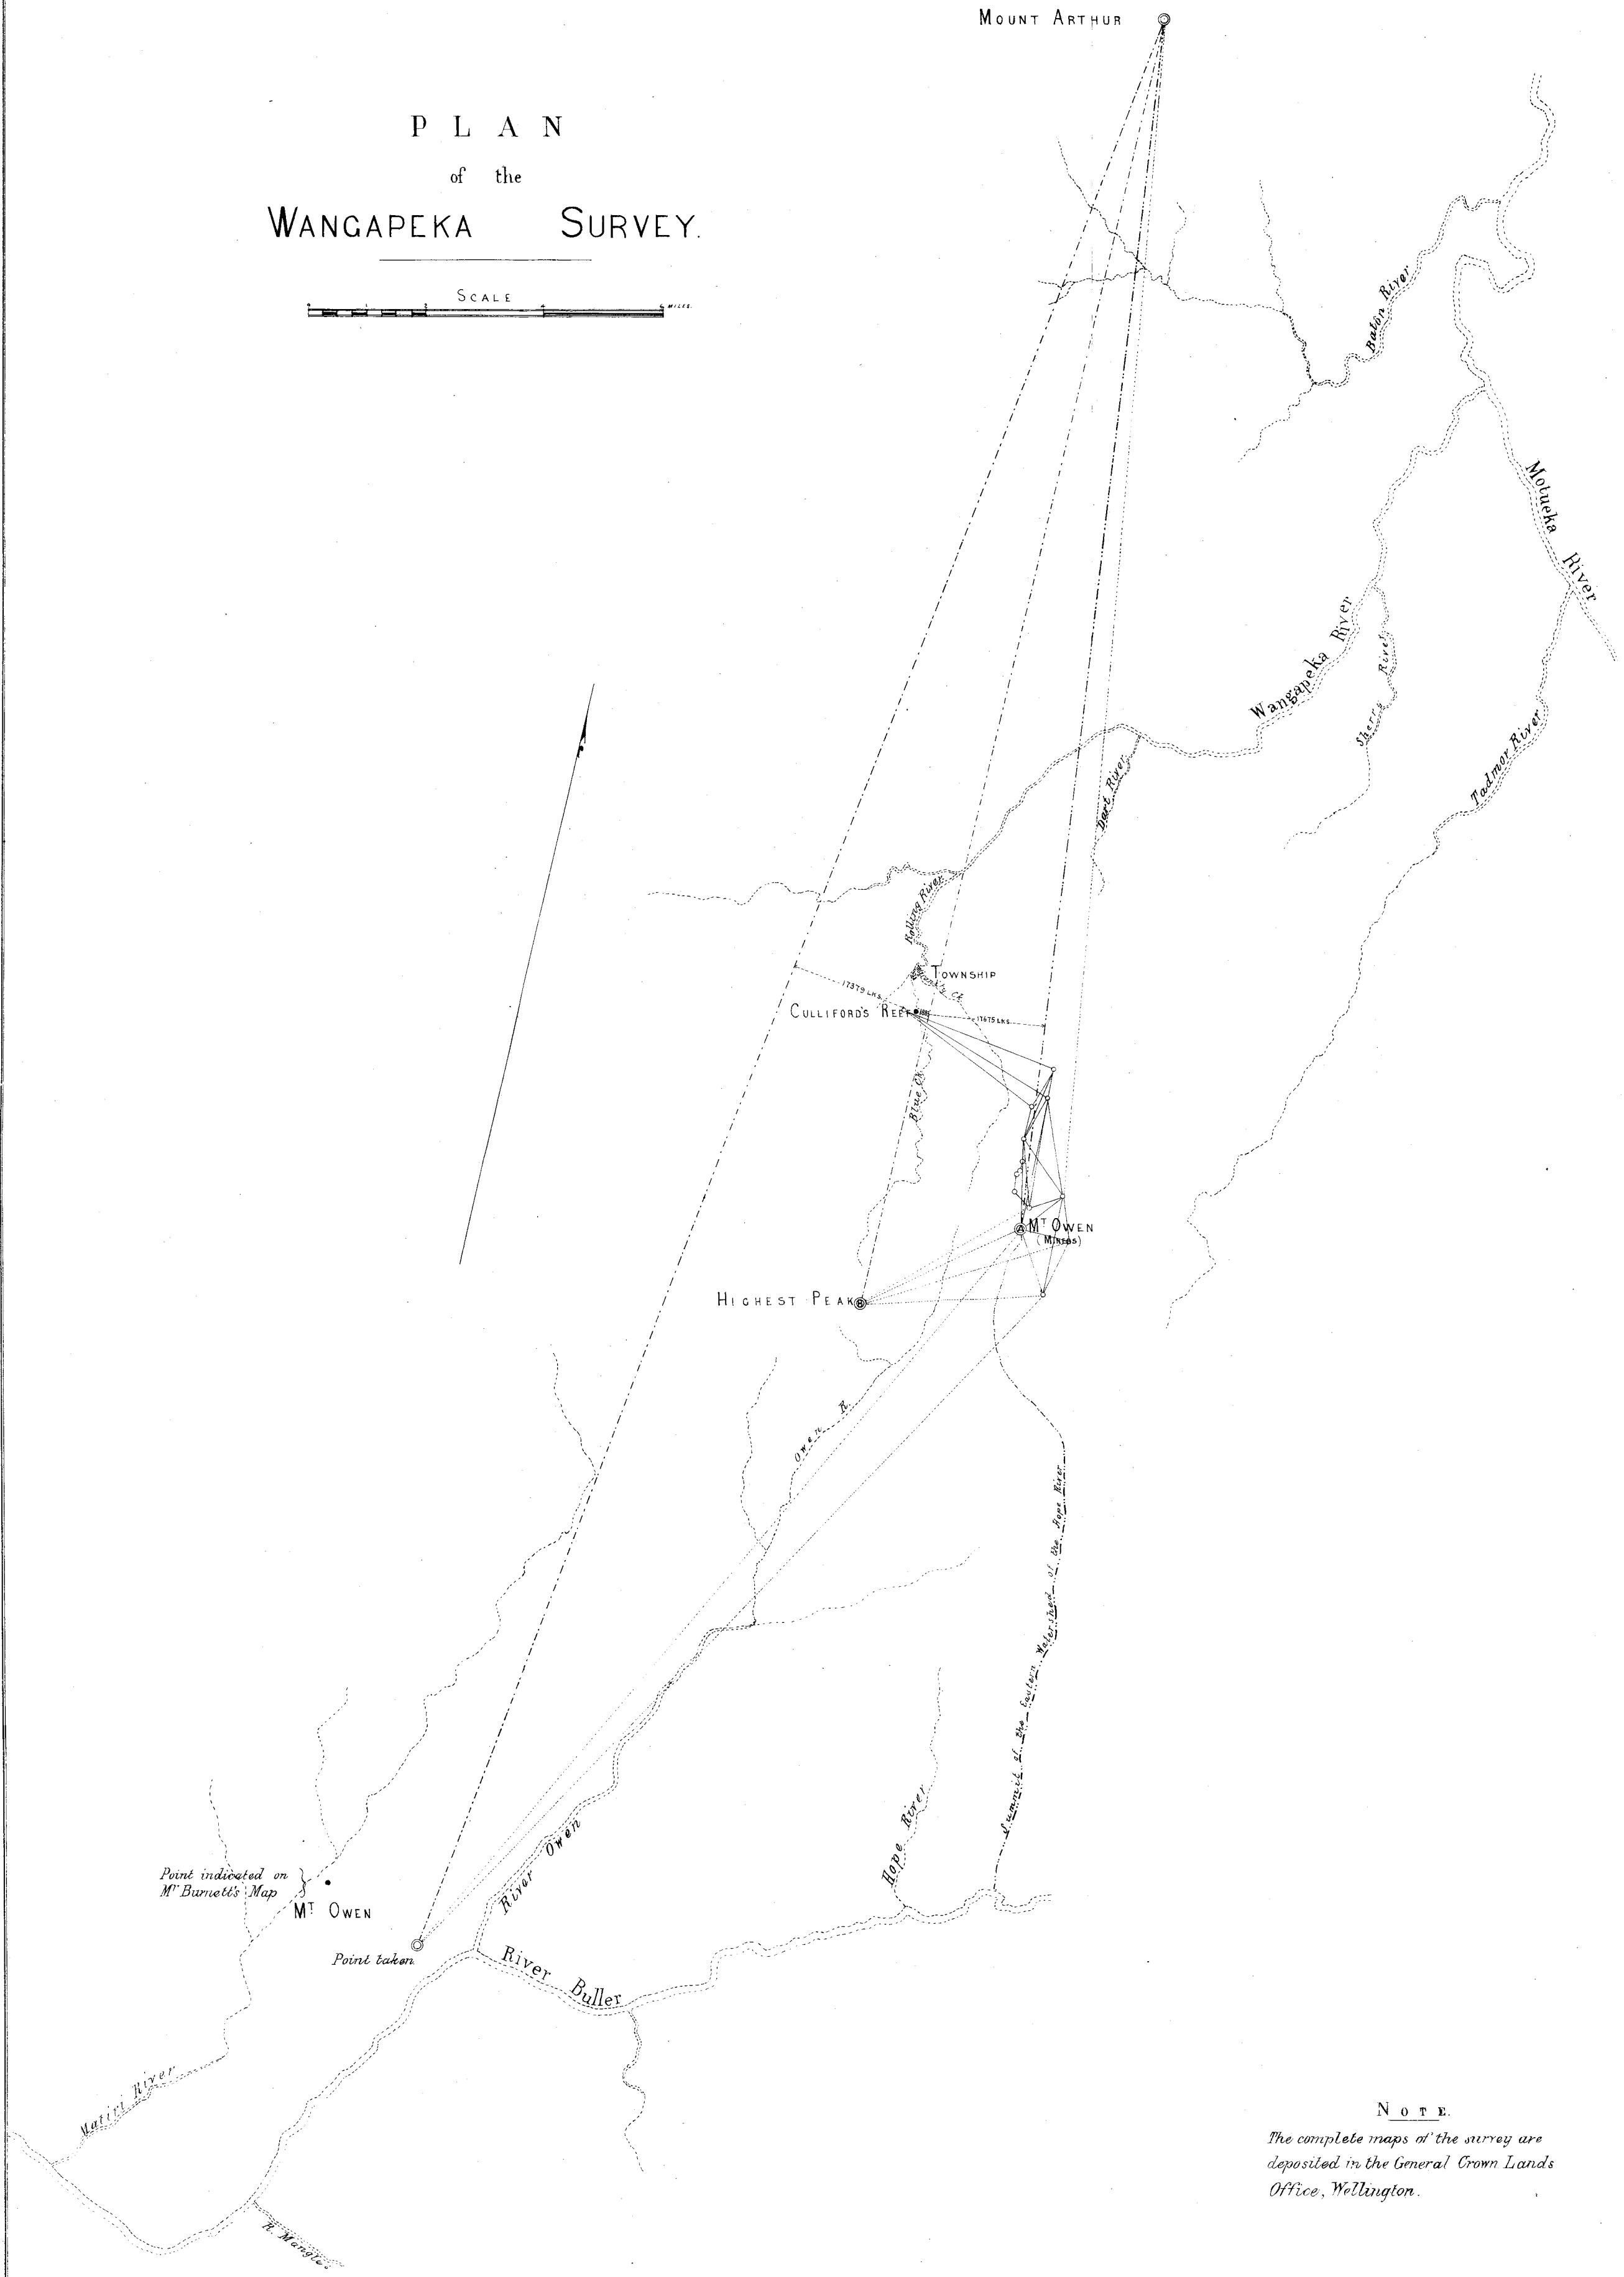 MOUNT ARTHUR
PLAN
of the
WANGAPEKA SURVEY.
SCALE
6 MILES.
Baton River
Motueka River
Wangapeka River
Sherry River
Tadmor River
Dart River
Rolling River
TOWNSHIP
17379 LKS.
CULLIFORD'S REEF
17675 LKS.
Blue Ck.
MT OWEN
(MINERS)
HIGHEST PEAK
B
Owen R.
Summit of the Eastern Watershed of the Hope River
Hope River
River Owen
Point indicated on
Mr Burnett's Map
MT OWEN
Point taken
River Buller
Matiri River
R. Mangles
NOTE.
The complete maps of the survey are
deposited in the General Crown Lands
Office, Wellington.